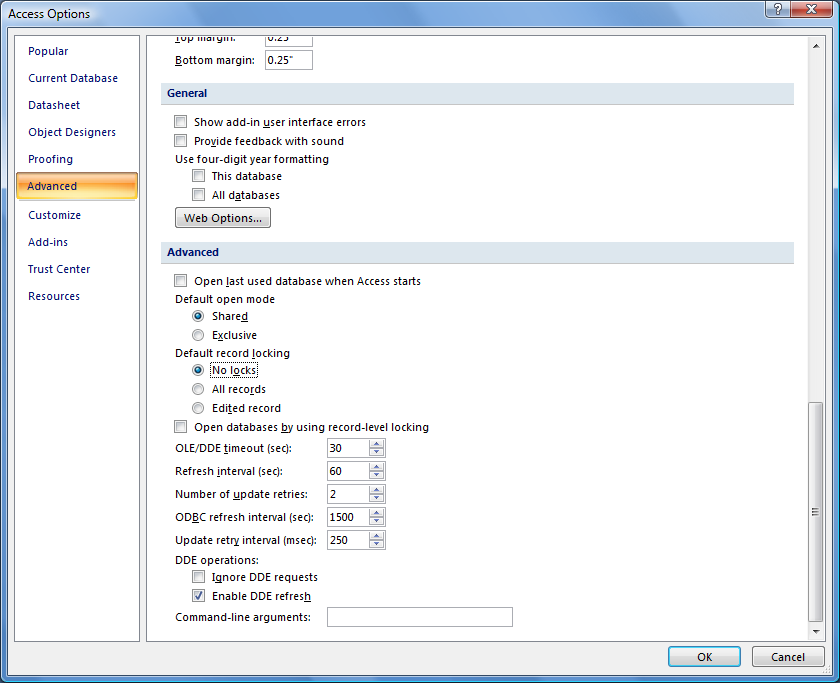 Access Options
Popular
Current Database
Datasheet
Object Designers
Proofing
Advanced
Customize
Add-ins
Trust Center
Resources
Top margin: 0.25"
Bottom margin: 0.25"
General
Show add-in user interface errors
Provide feedback with sound
Use four-digit year formatting
This database
All databases
Web Options...
Advanced
Open last used database when Access starts
Default open mode
Shared
Exclusive
Default record locking
No locks
All records
Edited record
Open databases by using record-level locking
OLE/DDE timeout (sec): 30
Refresh interval (sec): 60
Number of update retries: 2
ODBC refresh interval (sec): 1500
Update retry interval (msec): 250
DDE operations:
Ignore DDE requests
Enable DDE refresh
Command-line arguments:
OK Cancel